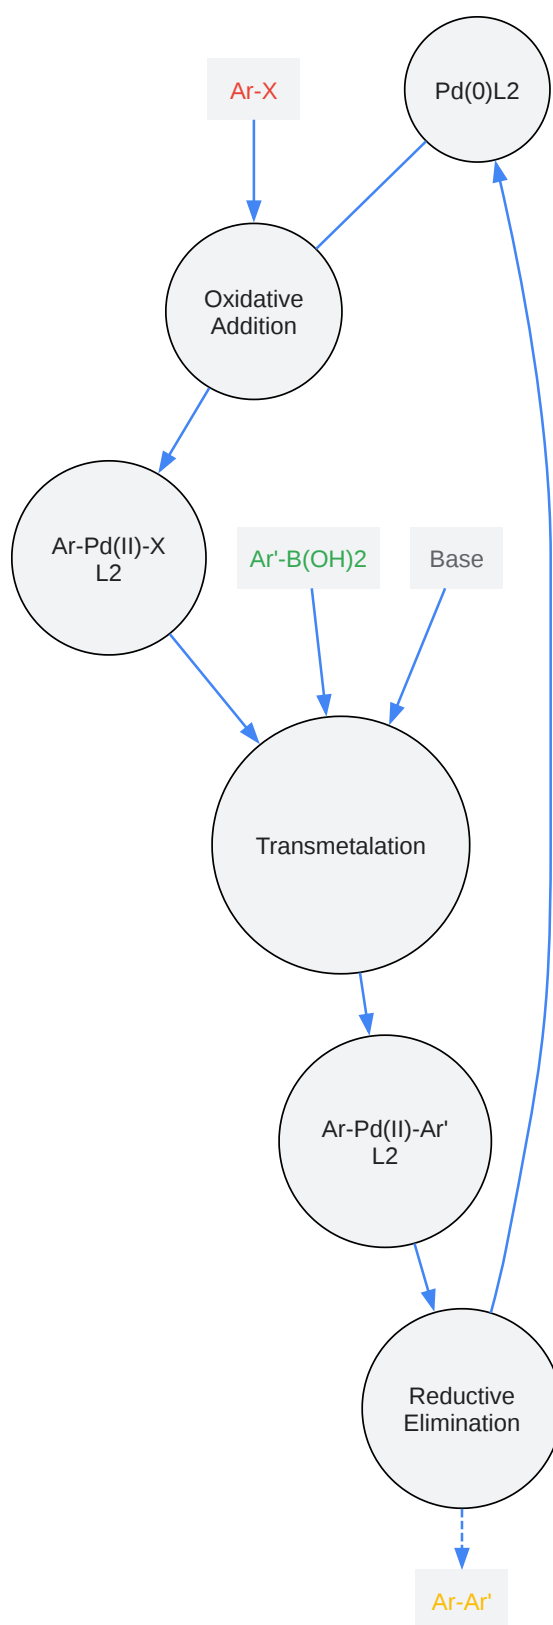 Ar-X
Pd(0)L2
Oxidative
Addition
Ar-Pd(II)-X
L2
Ar'-B(OH)2
Base
Transmetalation
Ar-Pd(II)-Ar'
L2
Reductive
Elimination
Ar-Ar'